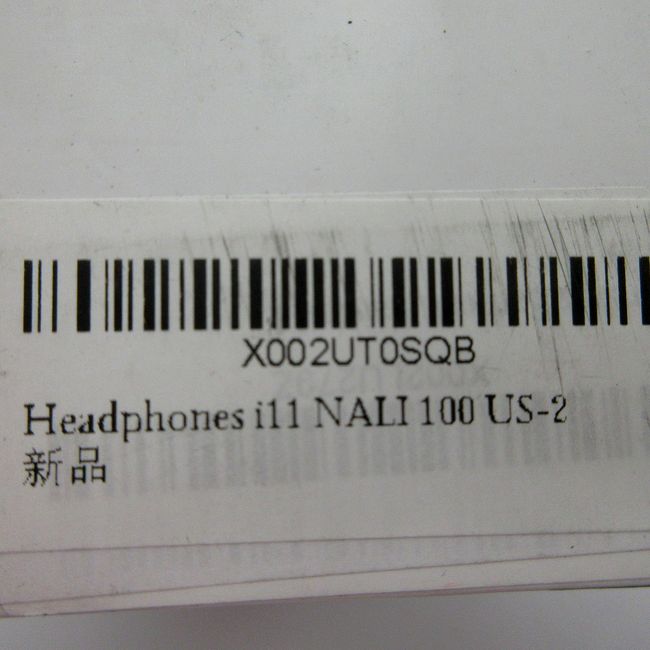 X002UT0SQB
Headphones i11 NALI 100 US-2
新品